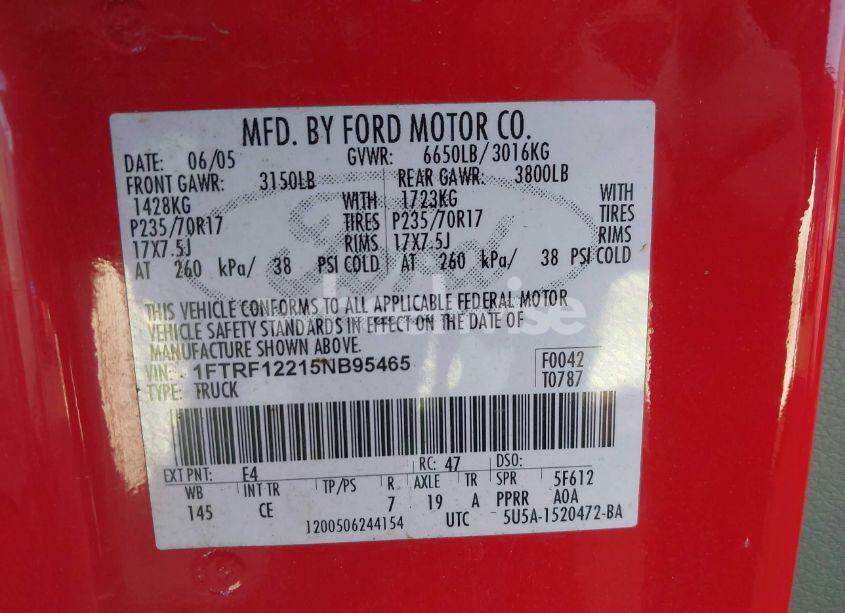 MFD. BY FORD MOTOR CO.
DATE: 06/05 GVWR: 6650LB/3016KG
FRONT GAWR: 3150LB REAR GAWR: 3800LB
1428KG WITH 1723KG WITH
P235/70R17 TIRES P235/70R17 TIRES
17X7.5J RIMS 17X7.5J RIMS
AT 260 kPa/ 38 PSI COLD AT 260 kPa/ 38 PSI COLD
THIS VEHICLE CONFORMS TO ALL APPLICABLE FEDERAL MOTOR
VEHICLE SAFETY STANDARDS IN EFFECT ON THE DATE OF
MANUFACTURE SHOWN ABOVE.
VIN: 1FTRF12215NB95465 F0042
TYPE: TRUCK T0787
EXT PNT: E4 RC: 47 DSO:
WB INT TR TP/PS R AXLE TR SPR 5F612
145 CE 7 19 A PPRR AOA
1200506244154 UTC 5U5A-1520472-BA